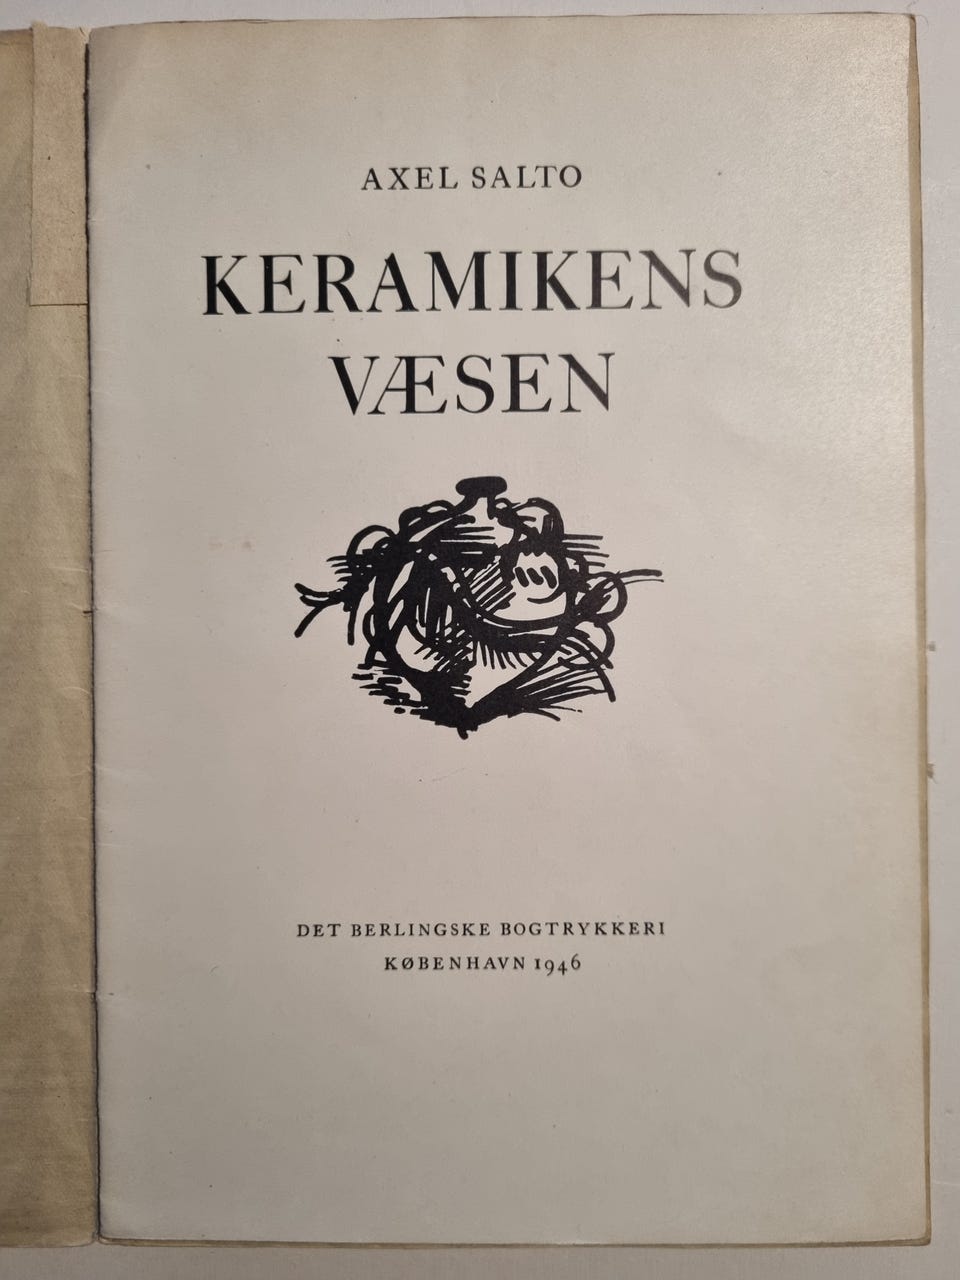 AXEL SALTO
KERAMIKENS
VÆSEN
DET BERLINGSKE BOGTRYKKERI
KØBENHAVN 1946